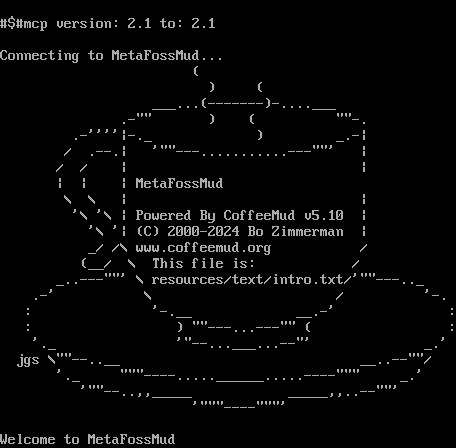 #$#mcp version: 2.1 to: 2.1
Connecting to MetaFossMud...
MetaFossMud
Powered By CoffeeMud v5.10
(C) 2000-2024 Bo Zimmerman
www.coffeemud.org
This file is:
resources/text/intro.txt
jgs
Welcome to MetaFossMud